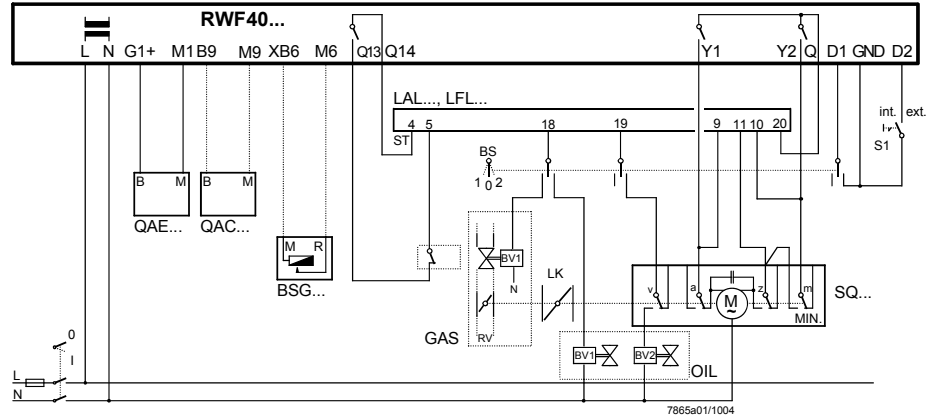 RWF40...
L N G1+ M1 B9 M9 XB6 M6 Q13 Q14 Y1 Y2 Q D1 GND D2
LAL..., LFL...
4 5 18 19 9 11 10 20
ST
int. ext.
S1
BS
1 0 2
I
I
I
B M
B M
QAE... QAC...
M R
BSG...
BV1
N
LK
v a z m
M
~
MIN.
SQ...
GAS
RV
BV1
BV2
OIL
0
I
L
N
7865a01/1004